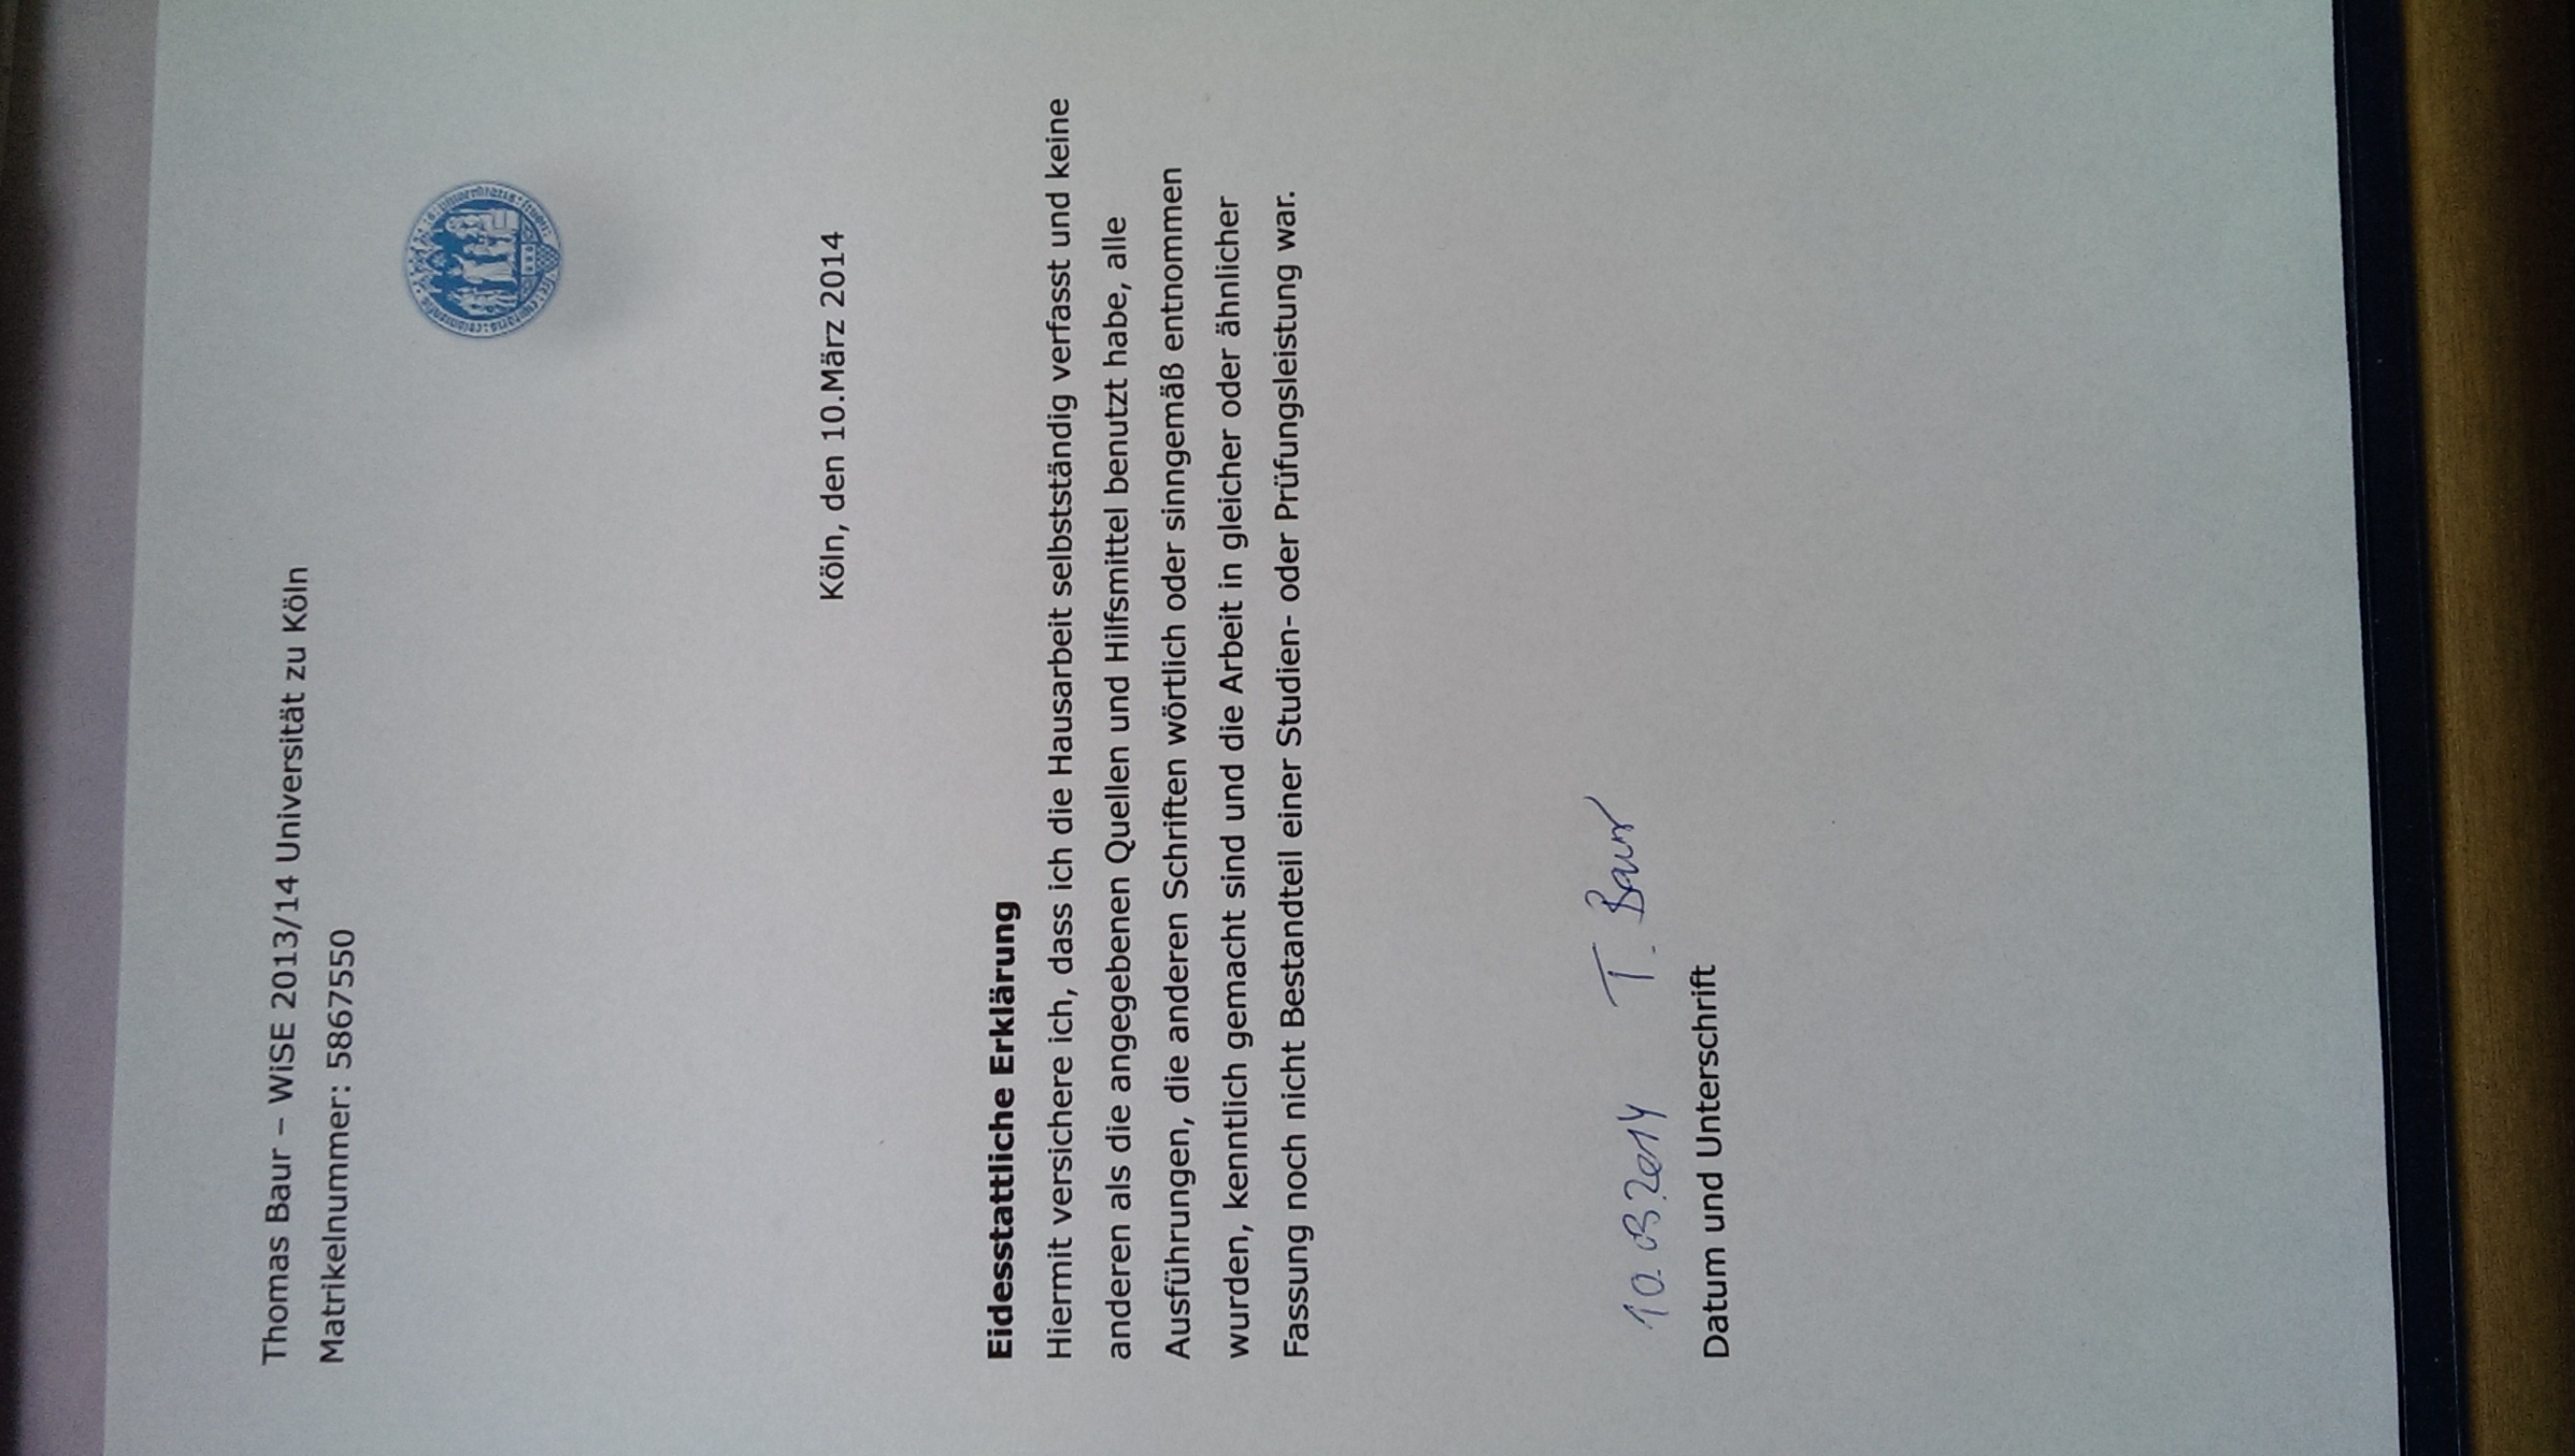 Thomas Baur – WiSE 2013/14 Universität zu Köln
Matrikelnummer: 5867550
Köln, den 10.März 2014
Eidesstattliche Erklärung
Hiermit versichere ich, dass ich die Hausarbeit selbstständig verfasst und keine
anderen als die angegebenen Quellen und Hilfsmittel benutzt habe, alle
Ausführungen, die anderen Schriften wörtlich oder sinngemäß entnommen
wurden, kenntlich gemacht sind und die Arbeit in gleicher oder ähnlicher
Fassung noch nicht Bestandteil einer Studien- oder Prüfungsleistung war.
10.03.2014 T. Baur
Datum und Unterschrift